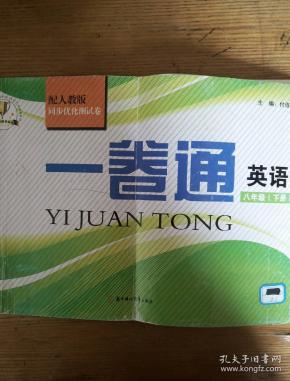 配人教版
同步优化测试卷
主 编：付
一卷通
英语
八年级（下册）
YI JUAN TONG
孔夫子旧书网